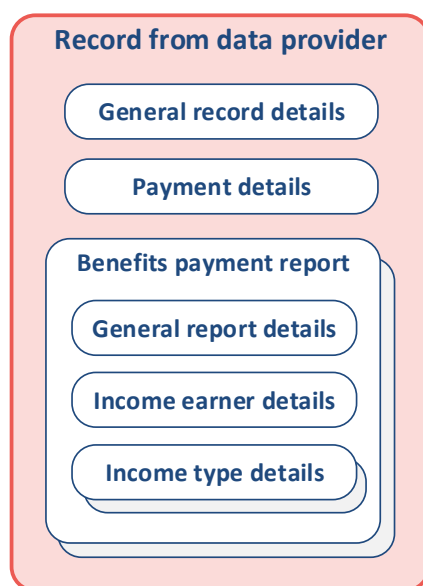 Record from data provider
General record details
Payment details
Benefits payment report
General report details
Income earner details
Income type details